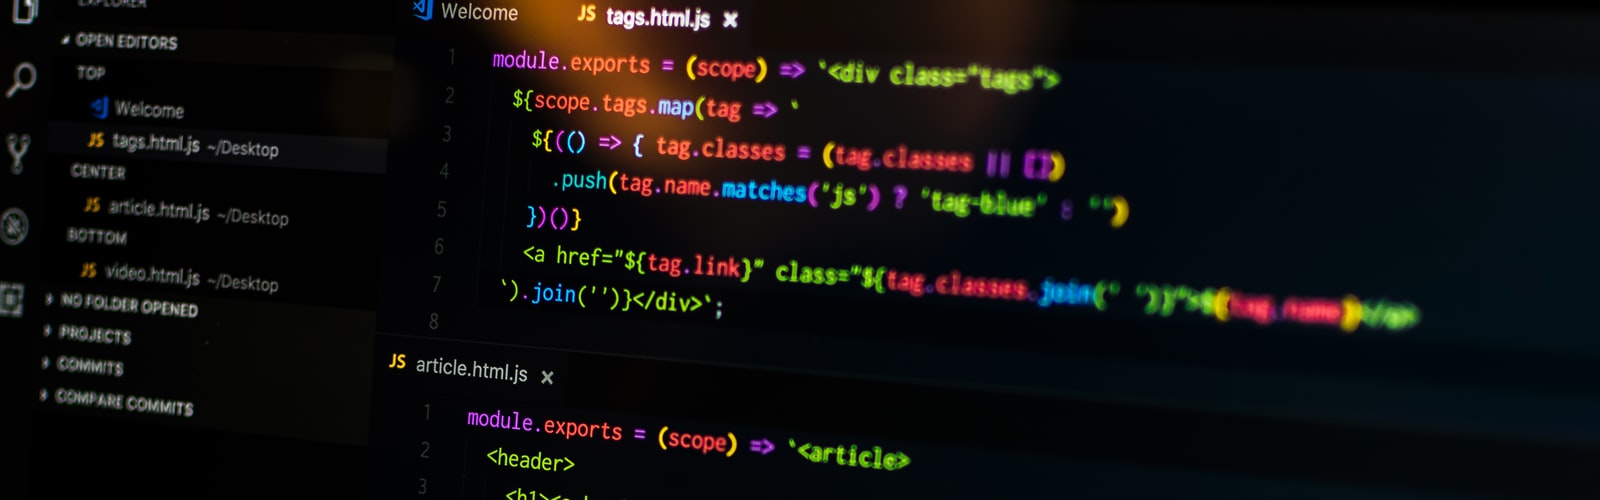 EXPLORER
OPEN EDITORS
TOP
Welcome
tags.html.js ~/Desktop
CENTER
JS article.html.js ~/Desktop
BOTTOM
JS video.html.js ~/Desktop
NO FOLDER OPENED
PROJECTS
COMMITS
COMPARE COMMITS
Welcome JS tags.html.js ×
1 module.exports = (scope) => `<div class="tags">
2 ${scope.tags.map(tag => `
3 ${(() => { tag.classes = (tag.classes || [])
4 .push(tag.name.matches('js') ? 'tag-blue' : '')
5 })()}
6 <a href="${tag.link}" class="${tag.classes.join(' ')}">${tag.name}</a>
7 `).join('')}</div>`;
8
JS article.html.js ×
1 module.exports = (scope) => `<article>
2 <header>
3